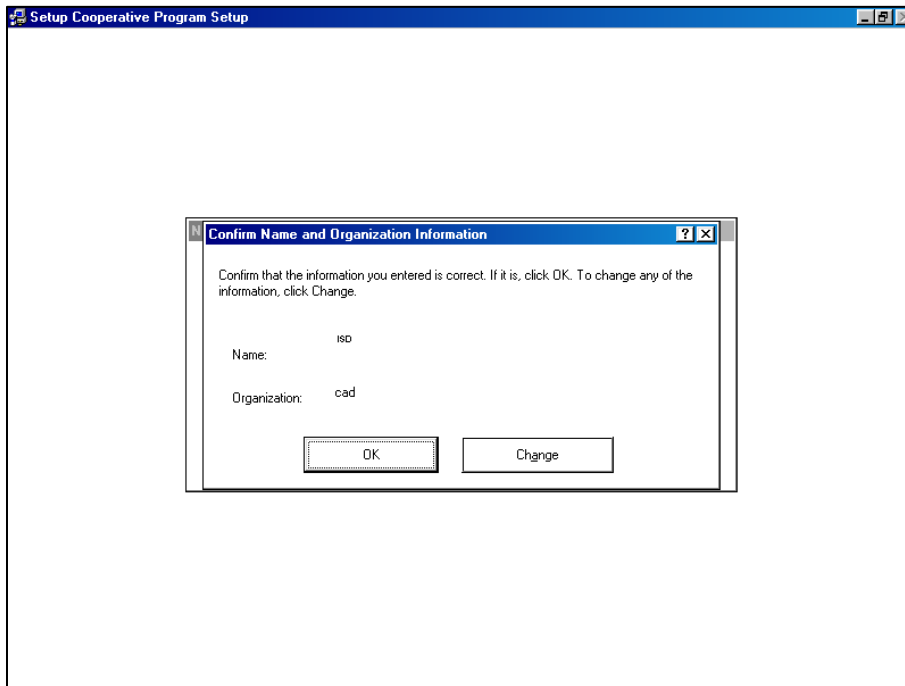 Setup Cooperative Program Setup
N
Confirm Name and Organization Information
Confirm that the information you entered is correct. If it is, click OK. To change any of the
information, click Change.
ISD
Name:
cad
Organization:
OK
Change